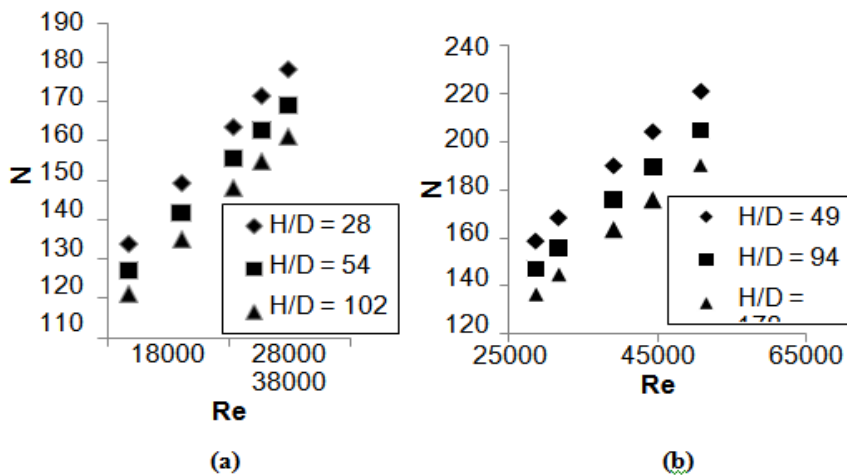 190
180
170
160
150
140
130
120
110
N
H/D = 28
H/D = 54
H/D = 102
18000 28000
38000
Re
(a)
240
220
200
180
160
140
120
N
H/D = 49
H/D = 94
H/D =
25000 45000 65000
Re
(b)